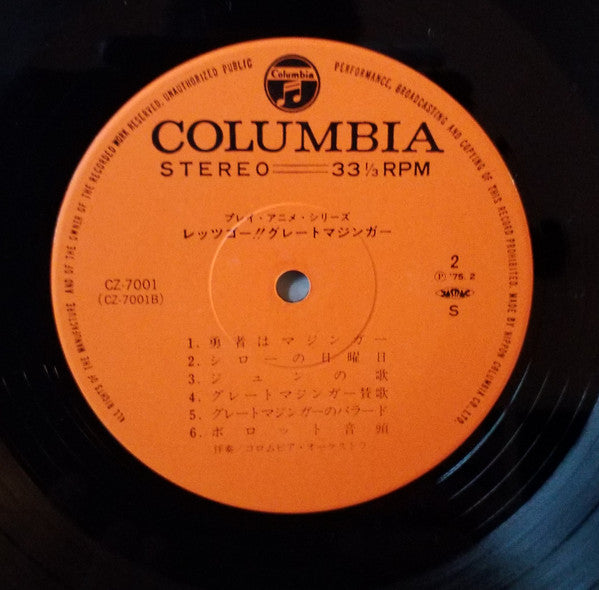 Columbia
ALL RIGHTS OF THE MANUFACTURE AND OF THE OWNER OF THE RECORDED WORK RESERVED, UNAUTHORIZED PUBLIC PERFORMANCE, BROADCASTING AND COPYING OF THIS RECORD PROHIBITED. MADE BY NIPPON COLUMBIA CO.,LTD.
COLUMBIA
STEREO 33 1/3 RPM
プレイ・アニメ・シリーズ
レッツゴー!!グレートマジンガー
CZ-7001
(CZ-7001B)
2
Ⓟ '75. 2
S
1. 勇者はマジンガー
2. シローの日曜日
3. ジュンの歌
4. グレートマジンガー賛歌
5. グレートマジンガーのバラード
6. ボロット音頭
伴奏/コロムビア・オーケストラ